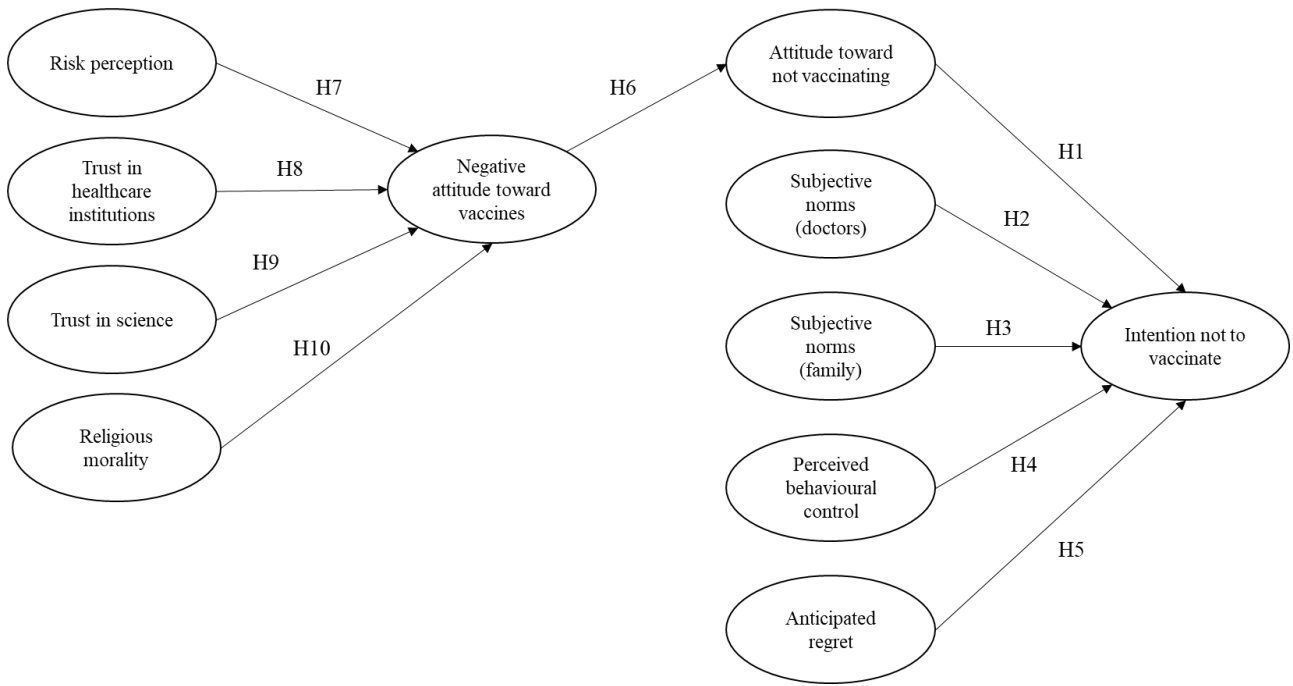 Risk perception
H7
Trust in
healthcare
institutions
H8
Trust in science
H9
Religious
morality
H10
Negative
attitude toward
vaccines
H6
Attitude toward
not vaccinating
H1
Subjective
norms
(doctors)
H2
Subjective
norms
(family)
H3
Perceived
behavioural
control
H4
Anticipated
regret
H5
Intention not to
vaccinate